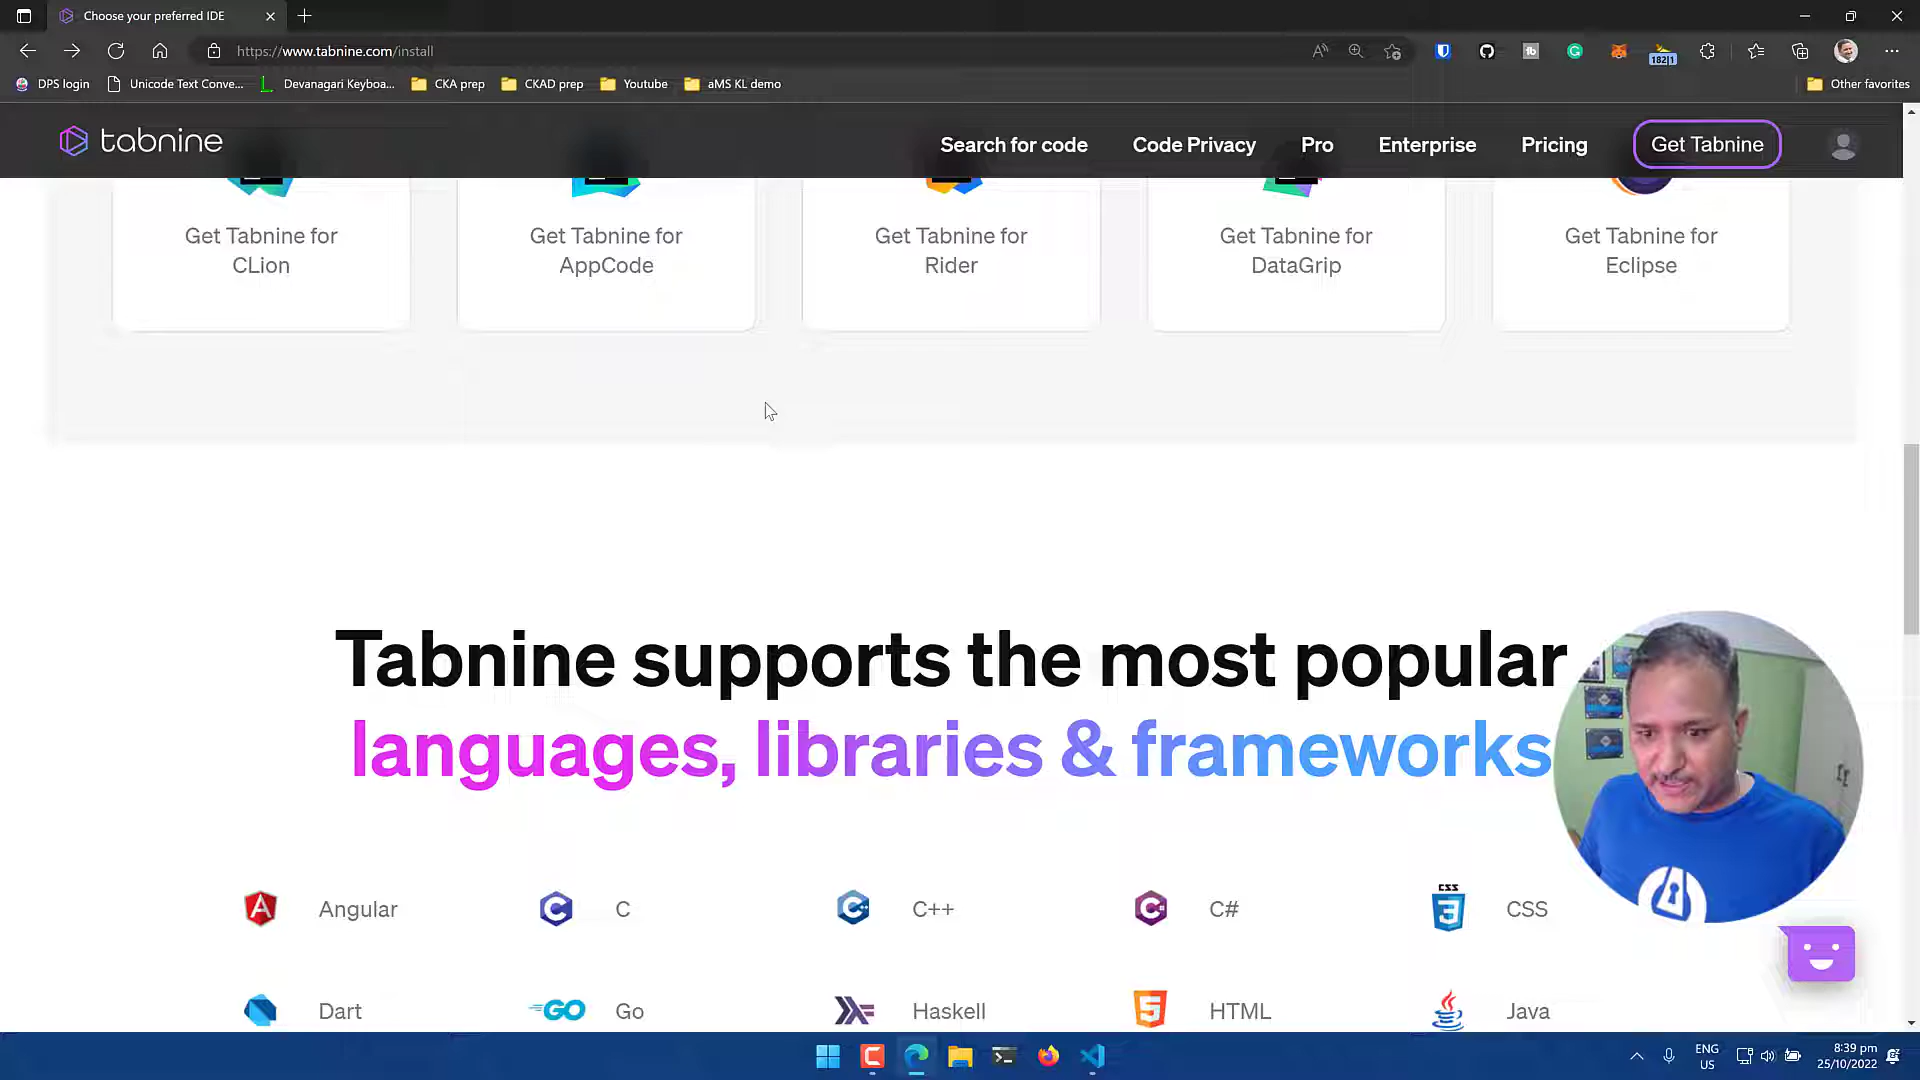 Choose your preferred IDE
https://www.tabnine.com/install
182|1
DPS login
Unicode Text Conve...
Devanagari Keyboa...
CKA prep
CKAD prep
Youtube
aMS KL demo
Other favorites
tabnine
Search for code
Code Privacy
Pro
Enterprise
Pricing
Get Tabnine
Get Tabnine for
CLion
Get Tabnine for
AppCode
Get Tabnine for
Rider
Get Tabnine for
DataGrip
Get Tabnine for
Eclipse
Tabnine supports the most popular
languages, libraries & frameworks
Angular
C
C++
C#
CSS
Dart
Go
Haskell
HTML
Java
ENG
US
8:39 pm
25/10/2022